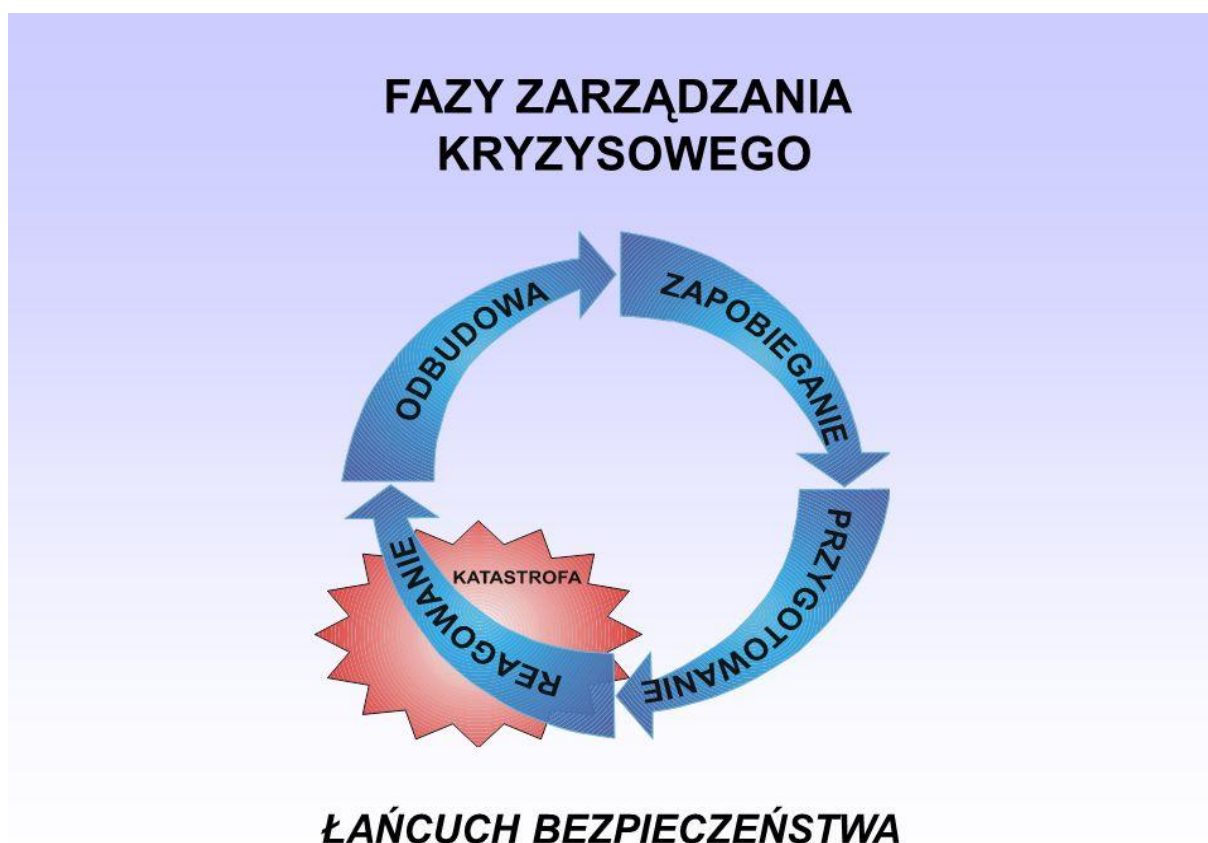 FAZY ZARZĄDZANIA
KRYZYSOWEGO
ODBUDOWA
ZAPOBIEGANIE
PRZYGOTOWANIE
REAGOWANIE
KATASTROFA
ŁAŃCUCH BEZPIECZEŃSTWA